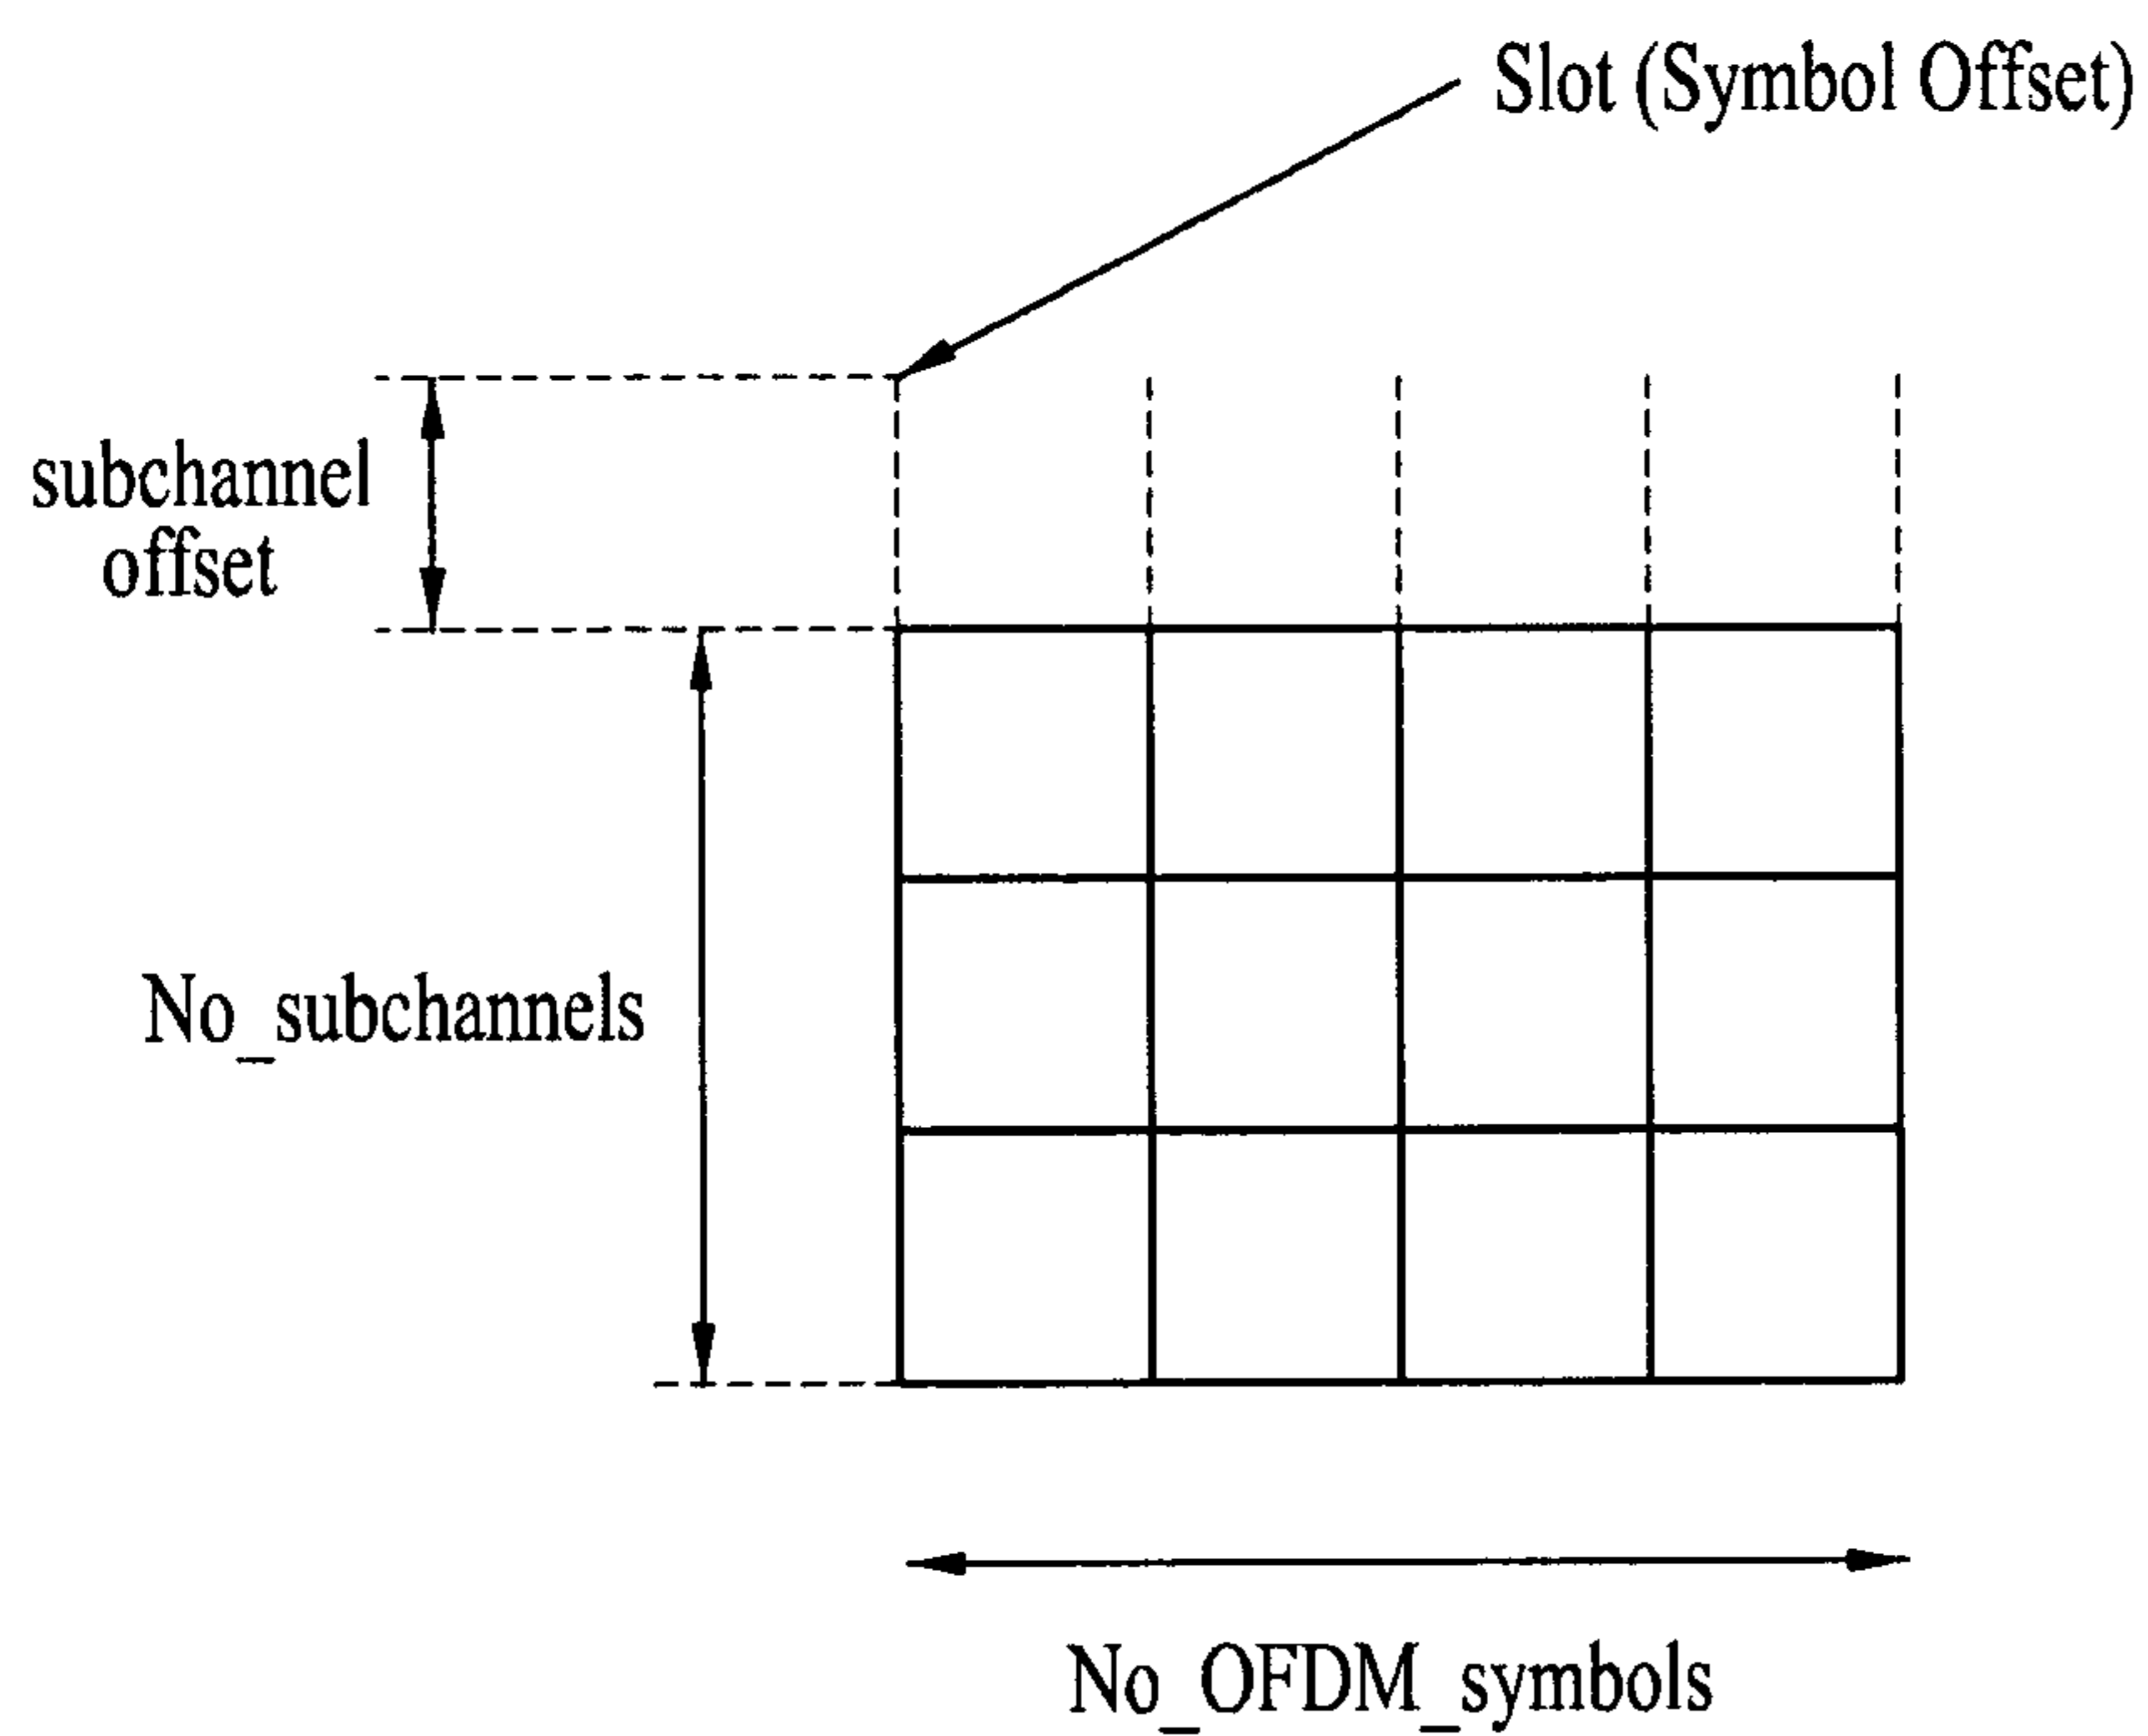 Slot (Symbol Offset)
subchannel
offset
No_subchannels
No_OFDM_symbols